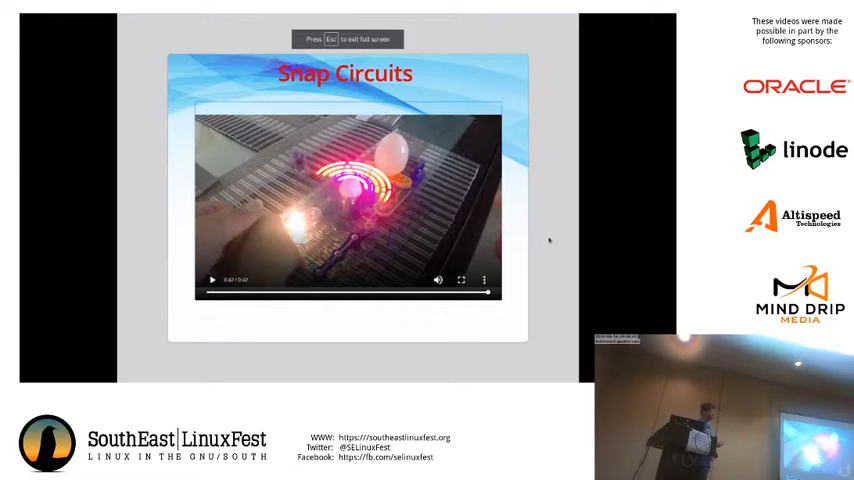 Press Esc to exit full screen
Snap Circuits
0:42 / 0:42
These videos were made
possible in part by the
following sponsors:
ORACLE
linode
Altispeed
Technologies
MIND DRIP
MEDIA
SouthEast LinuxFest
LINUX IN THE GNU/SOUTH
WWW: https://southeastlinuxfest.org
Twitter: @SELinuxFest
Facebook: https://fb.com/selinuxfest